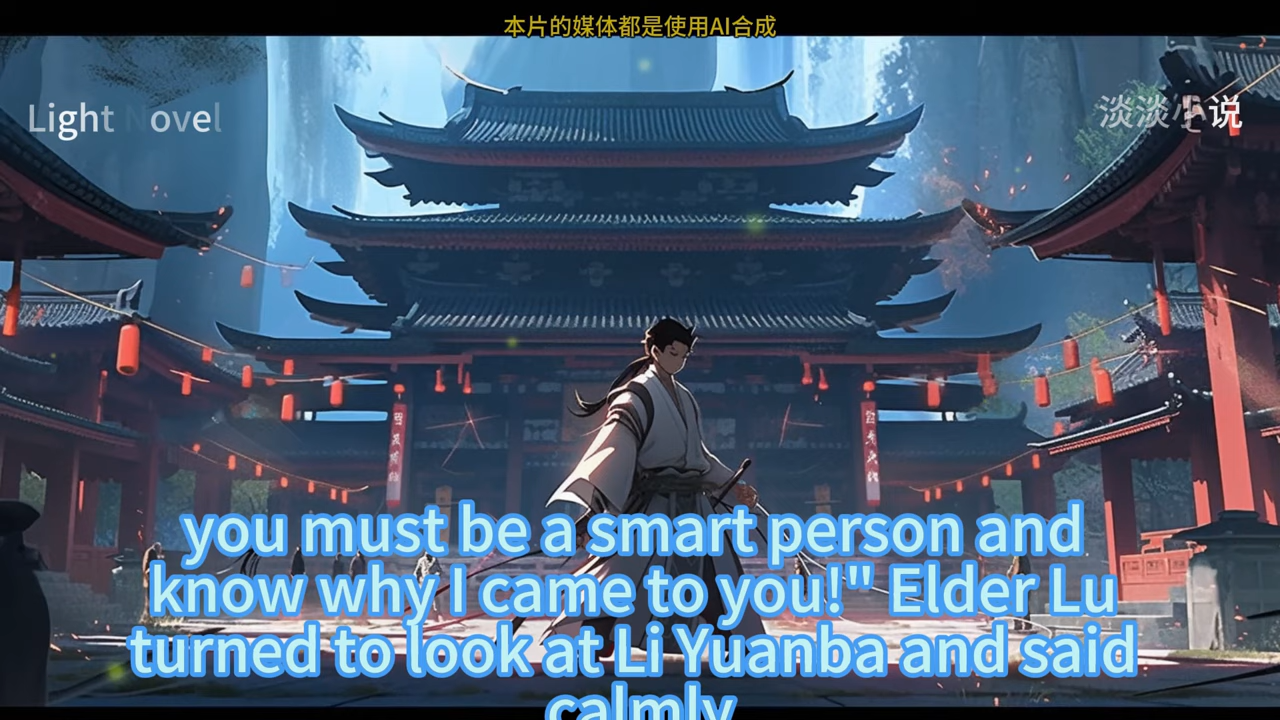 本片的媒体都是使用AI合成
Light Novel
淡淡小说
you must be a smart person and
know why I came to you!" Elder Lu
turned to look at Li Yuanba and said
calmly